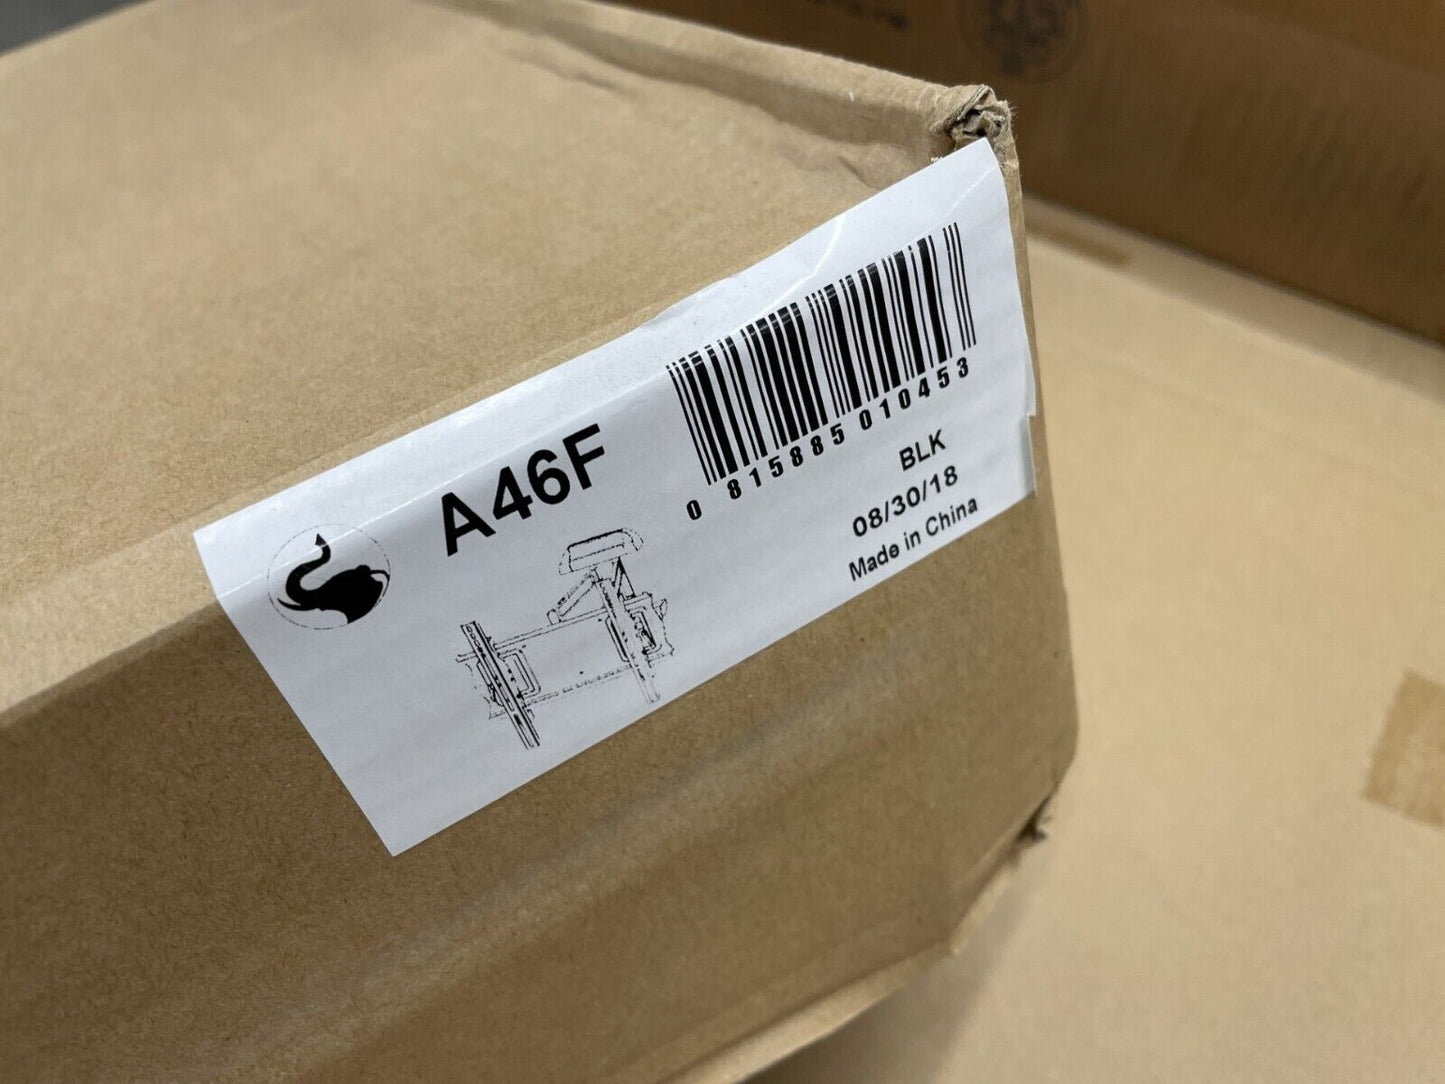 A46F
0 815885 010453
BLK
08/30/18
Made in China